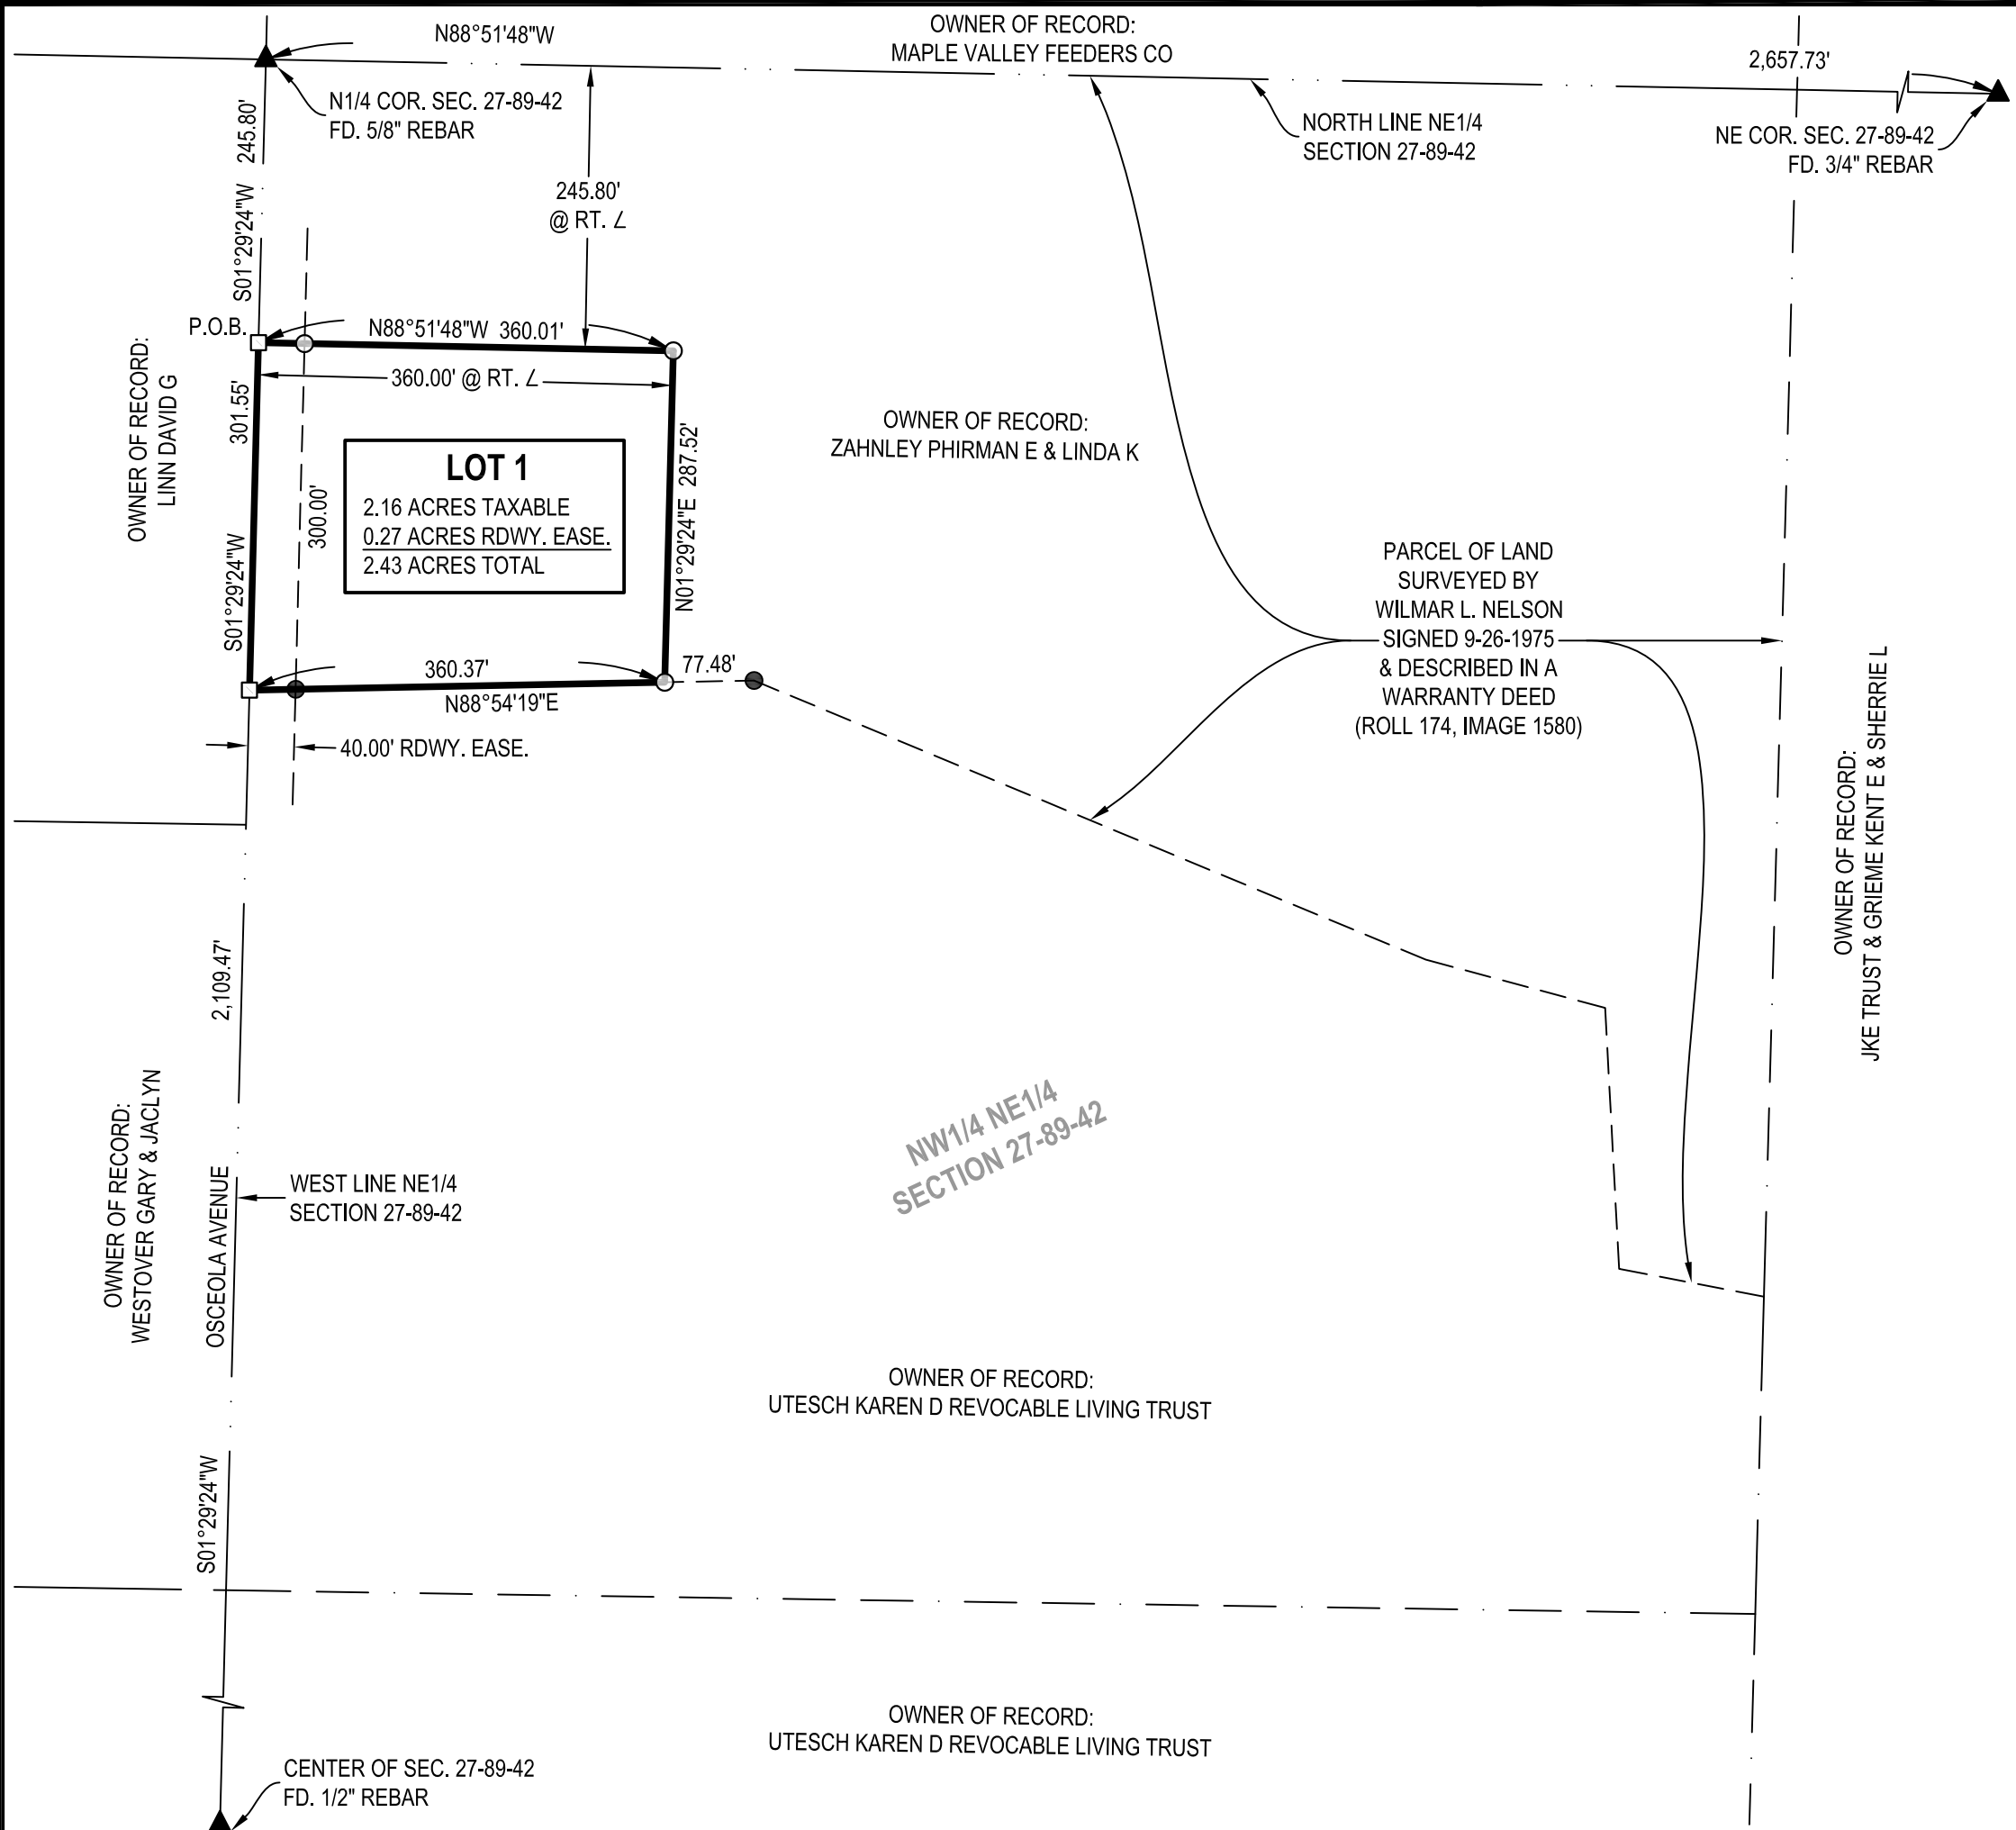 N88°51'48"W
OWNER OF RECORD:
MAPLE VALLEY FEEDERS CO
2,657.73'
N1/4 COR. SEC. 27-89-42
FD. 5/8" REBAR
NORTH LINE NE1/4
SECTION 27-89-42
NE COR. SEC. 27-89-42
FD. 3/4" REBAR
S01°29'24"W 245.80'
245.80'
@ RT. ∠
P.O.B.
N88°51'48"W 360.01'
360.00' @ RT. ∠
OWNER OF RECORD:
LINN DAVID G
S01°29'24"W 301.55'
300.00'
LOT 1
2.16 ACRES TAXABLE
0.27 ACRES RDWY. EASE.
2.43 ACRES TOTAL
N01°29'24"E 287.52'
OWNER OF RECORD:
ZAHNLEY PHIRMAN E & LINDA K
PARCEL OF LAND
SURVEYED BY
WILMAR L. NELSON
SIGNED 9-26-1975
& DESCRIBED IN A
WARRANTY DEED
(ROLL 174, IMAGE 1580)
360.37'
77.48'
N88°54'19"E
40.00' RDWY. EASE.
OWNER OF RECORD:
JKE TRUST & GRIEME KENT E & SHERRIE L
2,109.47'
OWNER OF RECORD:
WESTOVER GARY & JACLYN
OSCEOLA AVENUE
WEST LINE NE1/4
SECTION 27-89-42
NW1/4 NE1/4
SECTION 27-89-42
OWNER OF RECORD:
UTESCH KAREN D REVOCABLE LIVING TRUST
S01°29'24"W
OWNER OF RECORD:
UTESCH KAREN D REVOCABLE LIVING TRUST
CENTER OF SEC. 27-89-42
FD. 1/2" REBAR